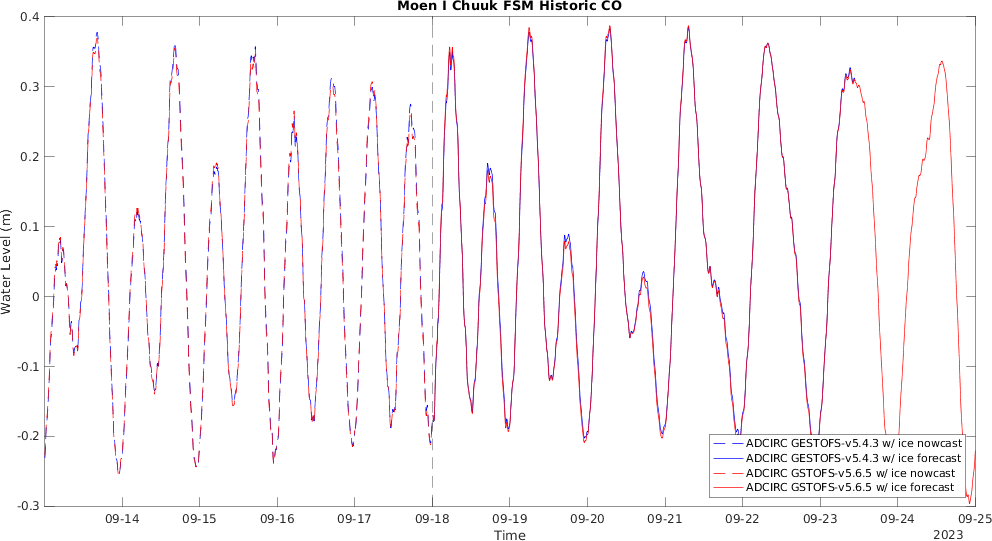 Moen I Chuuk FSM Historic CO
Water Level (m)
0.4
0.3
0.2
0.1
0
-0.1
-0.2
-0.3
ADCIRC GESTOFS-v5.4.3 w/ ice nowcast
ADCIRC GESTOFS-v5.4.3 w/ ice forecast
ADCIRC GSTOFS-v5.6.5 w/ ice nowcast
ADCIRC GSTOFS-v5.6.5 w/ ice forecast
09-14 09-15 09-16 09-17 09-18 09-19 09-20 09-21 09-22 09-23 09-24 09-25
Time
2023